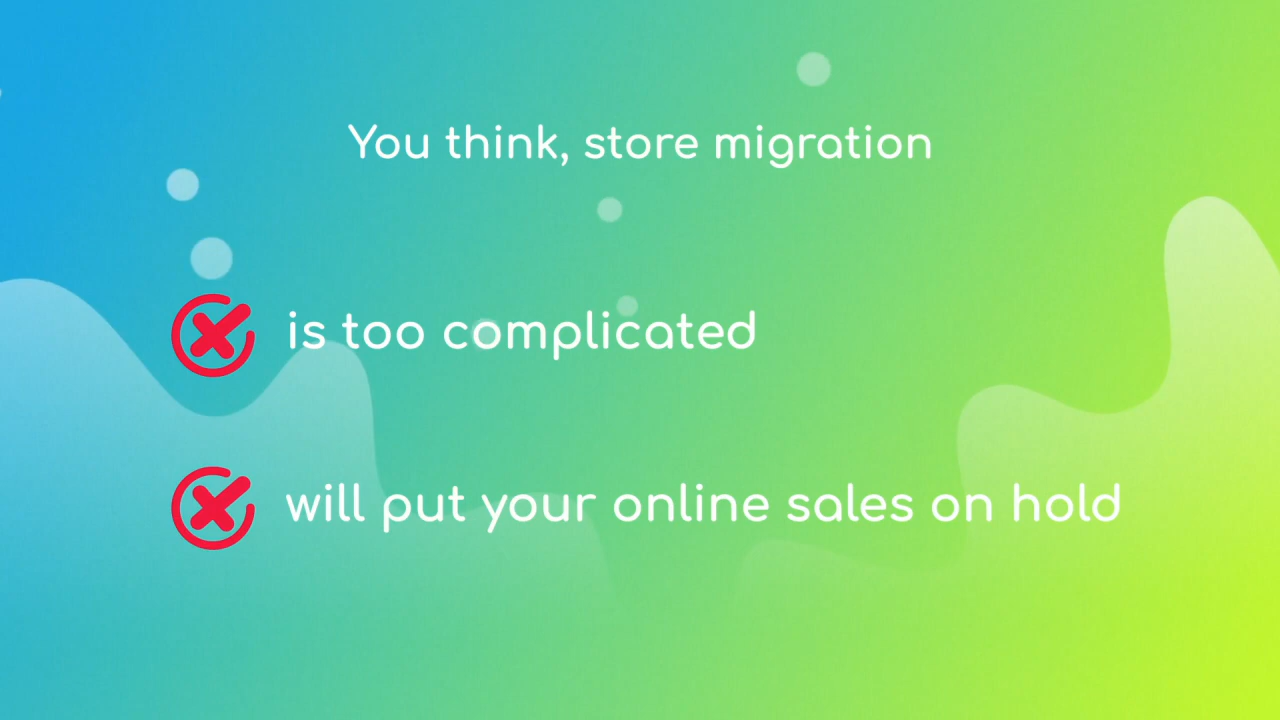 You think, store migration
is too complicated
will put your online sales on hold